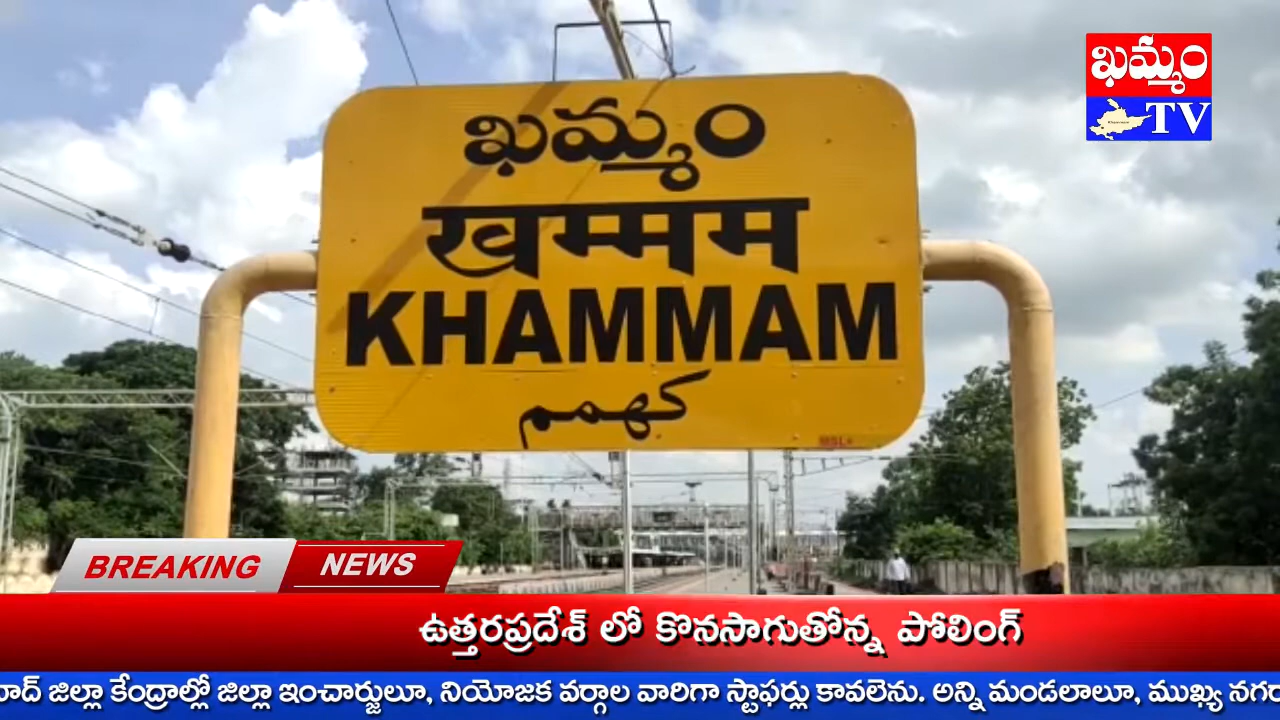 ఖమ్మం
TV
ఖమ్మం
खम्मम
KHAMMAM
کھمم
BREAKING NEWS
ఉత్తరప్రదేశ్ లో కొనసాగుతోన్న పోలింగ్
జిల్లా కేంద్రాల్లో జిల్లా ఇంచార్జులూ, నియోజక వర్గాల వారిగా స్టాఫర్లు కావలెను. అన్ని మండలాలూ, ముఖ్య